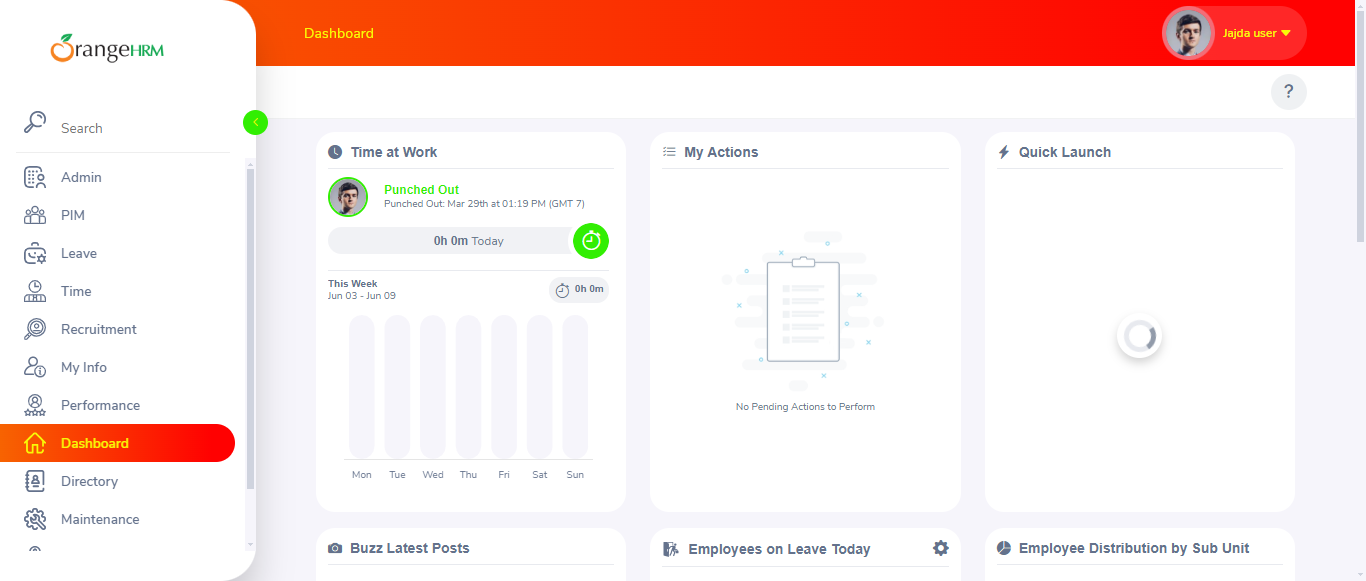 OrangeHRM
Search
Admin
PIM
Leave
Time
Recruitment
My Info
Performance
Dashboard
Directory
Maintenance
Dashboard
Jajda user
?
Time at Work
Punched Out
Punched Out: Mar 29th at 01:19 PM (GMT 7)
0h 0m Today
This Week
Jun 03 - Jun 09
0h 0m
Mon Tue Wed Thu Fri Sat Sun
My Actions
No Pending Actions to Perform
Quick Launch
Buzz Latest Posts
Employees on Leave Today
Employee Distribution by Sub Unit